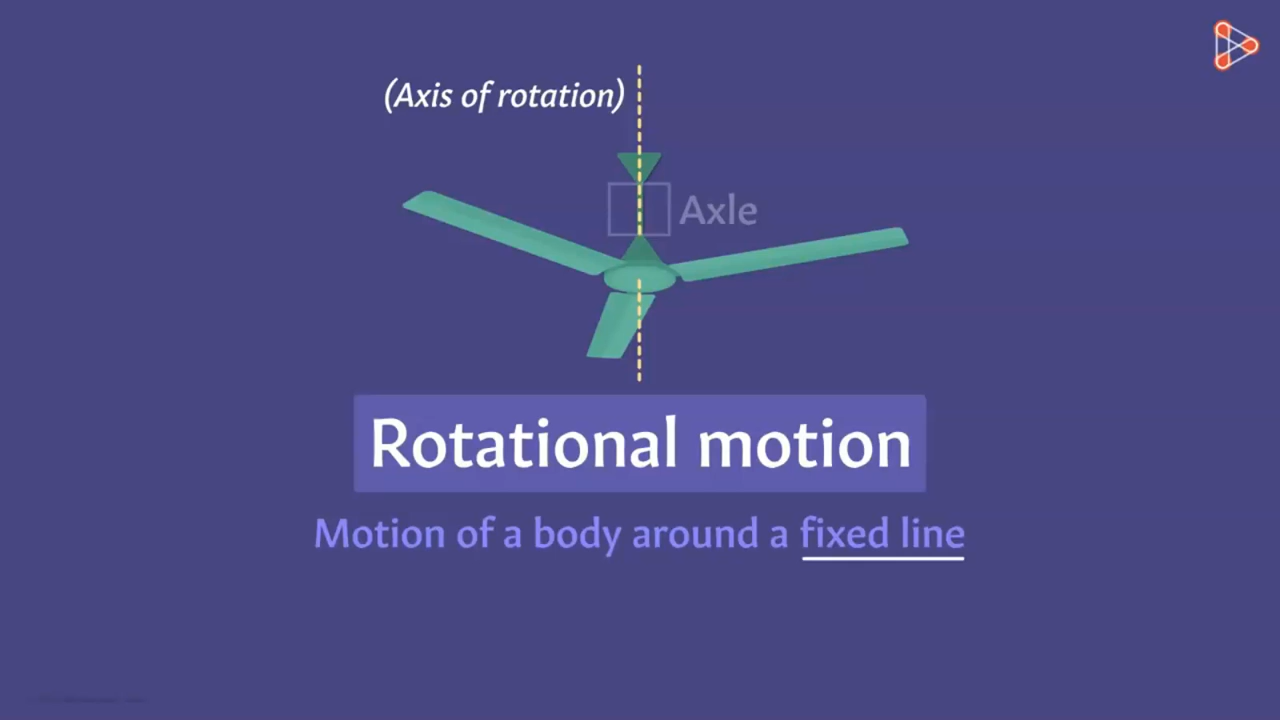 (Axis of rotation)
Axle
Rotational motion
Motion of a body around a fixed line